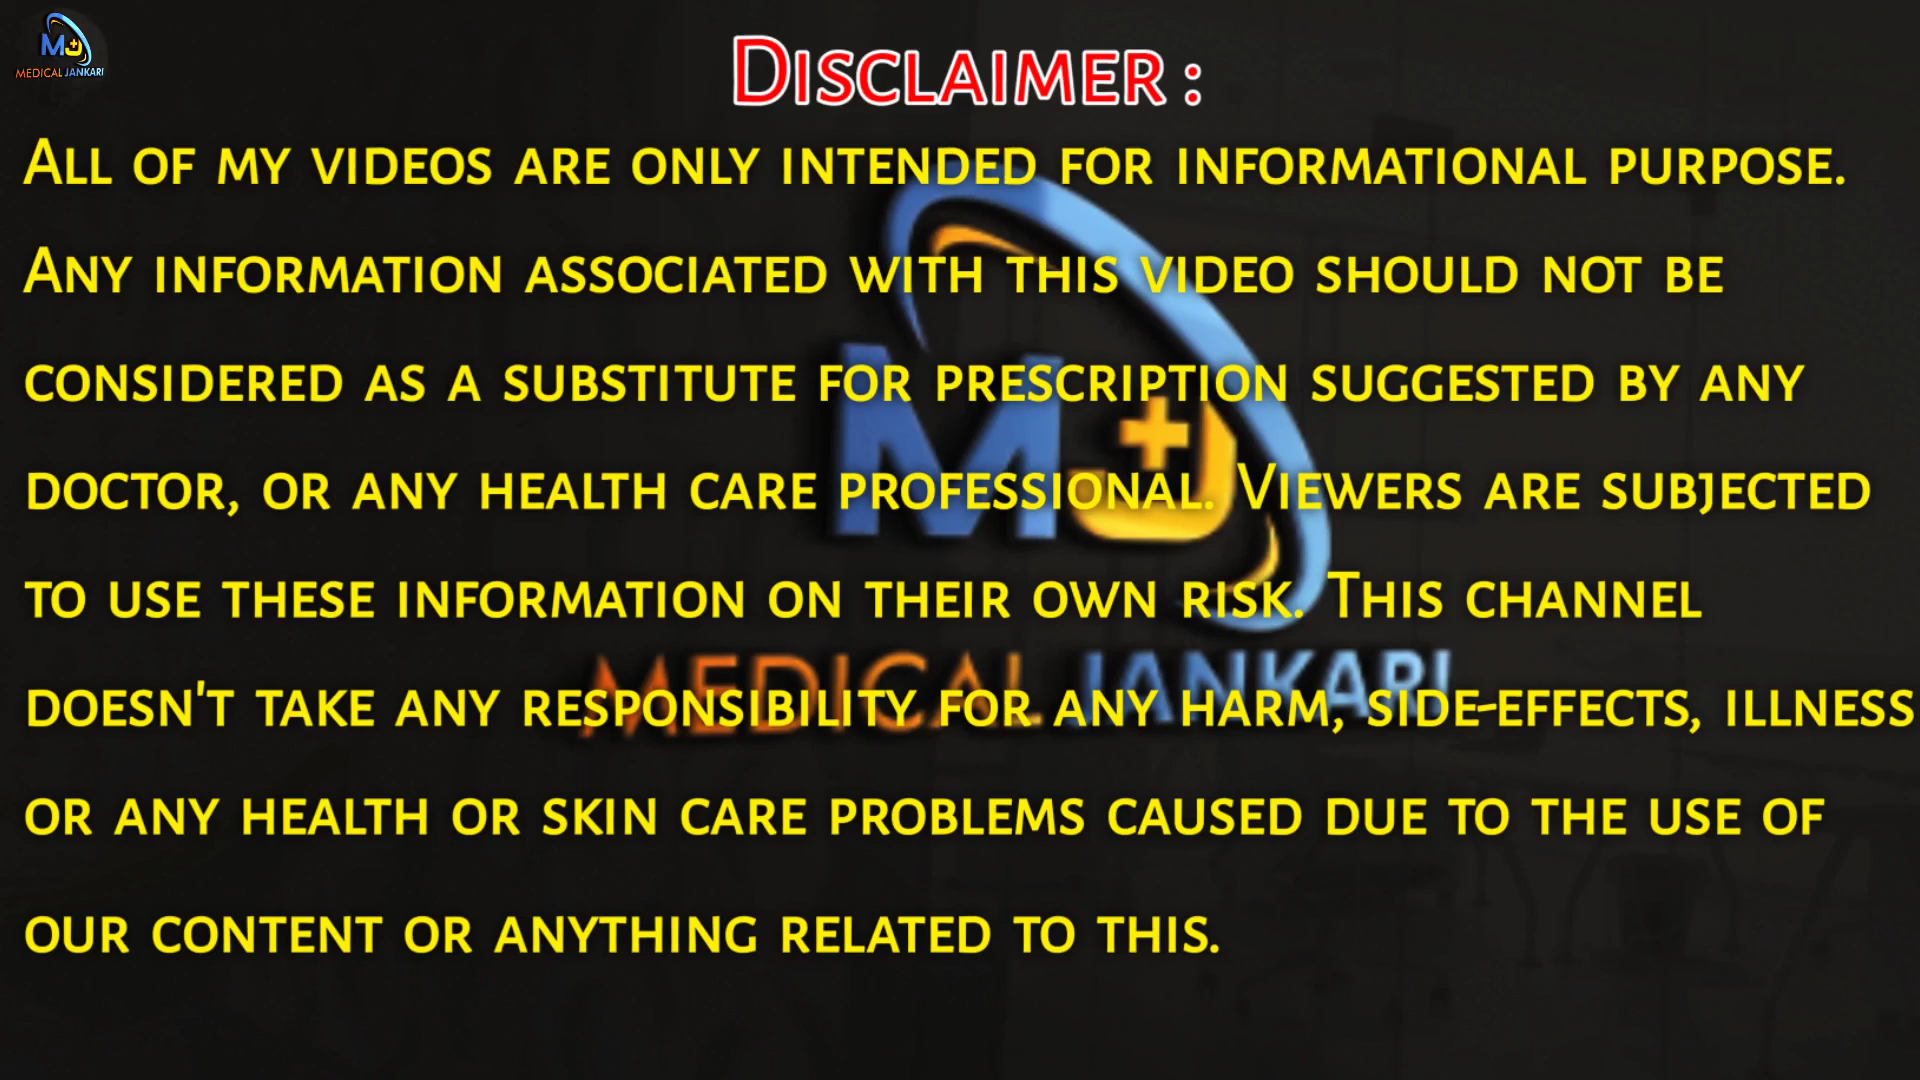 MJ
MEDICAL JANKARI
Disclaimer :
All of my videos are only intended for informational purpose.
Any information associated with this video should not be
considered as a substitute for prescription suggested by any
doctor, or any health care professional. Viewers are subjected
to use these information on their own risk. This channel
doesn't take any responsibility for any harm, side-effects, illness
or any health or skin care problems caused due to the use of
our content or anything related to this.
MJ
MEDICAL JANKARI